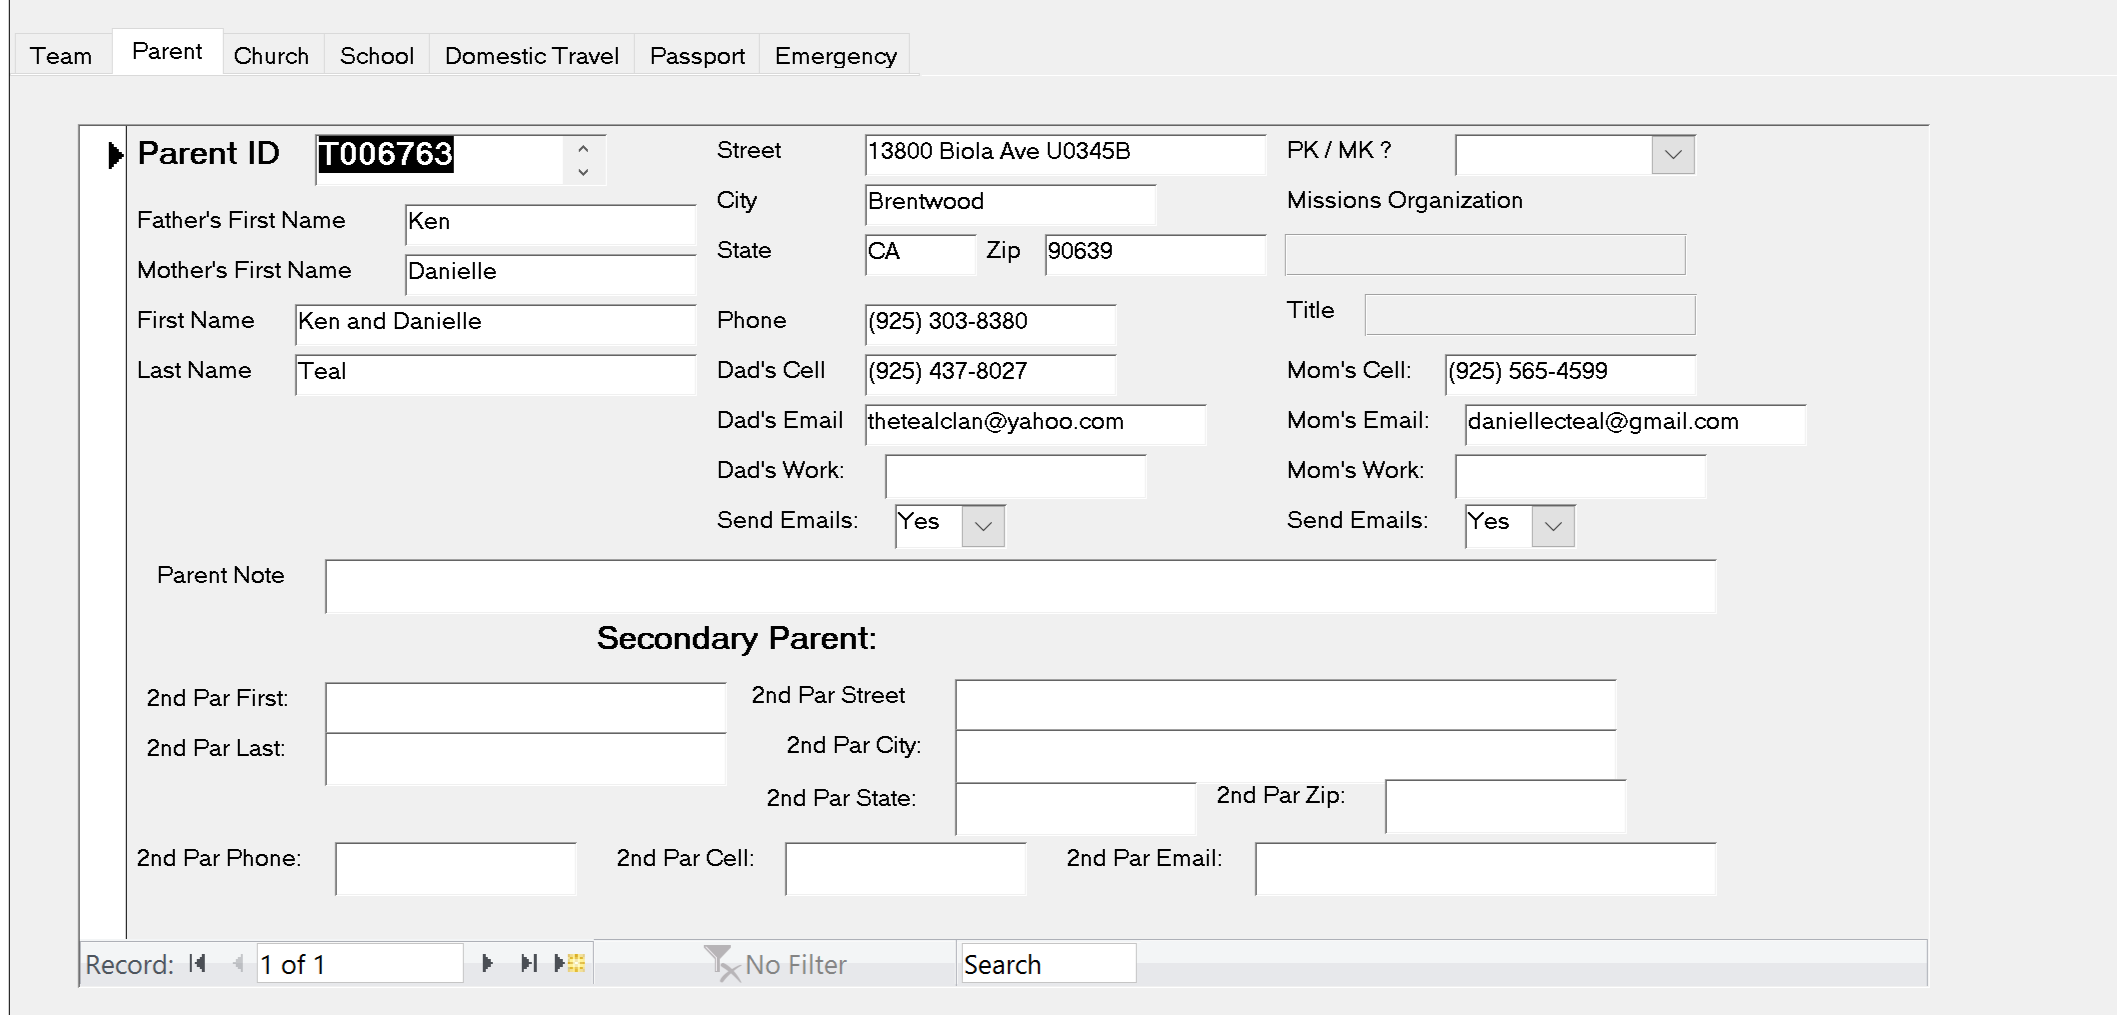 Team Parent Church School Domestic Travel Passport Emergency
Parent ID T006763 Street 13800 Biola Ave U0345B PK / MK ?
City Brentwood Missions Organization
Father's First Name Ken
State CA Zip 90639
Mother's First Name Danielle
Title
First Name Ken and Danielle Phone (925) 303-8380
Last Name Teal Dad's Cell (925) 437-8027 Mom's Cell: (925) 565-4599
Dad's Email thetealclan@yahoo.com Mom's Email: daniellecteal@gmail.com
Dad's Work: Mom's Work:
Send Emails: Yes Send Emails: Yes
Parent Note
Secondary Parent:
2nd Par First: 2nd Par Street
2nd Par Last: 2nd Par City:
2nd Par State: 2nd Par Zip:
2nd Par Phone: 2nd Par Cell: 2nd Par Email:
Record: 1 of 1 No Filter Search